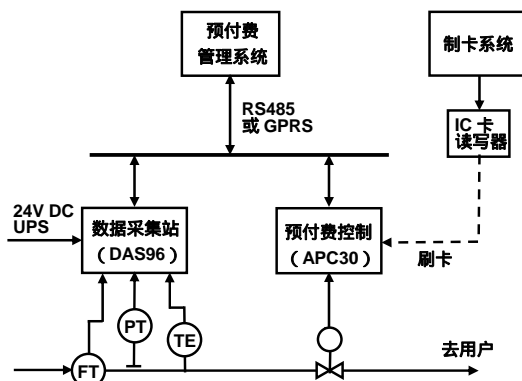 预付费
管理系统
制卡系统
RS485
或 GPRS
IC 卡
读写器
24V DC
UPS
数据采集站
（DAS96）
预付费控制
（APC30）
刷卡
PT
TE
FT
去用户